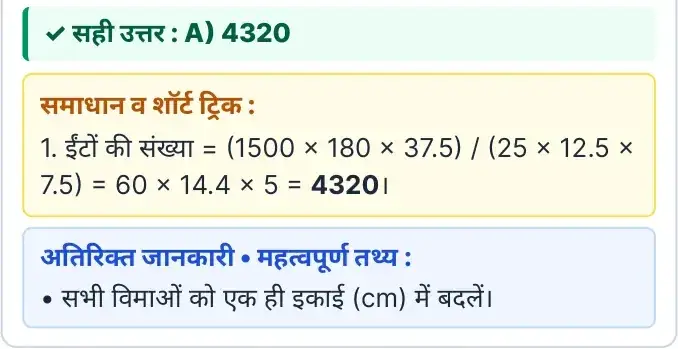 ✓ सही उत्तर : A) 4320
समाधान व शॉर्ट ट्रिक :
1. ईंटों की संख्या = (1500 × 180 × 37.5) / (25 × 12.5 ×
7.5) = 60 × 14.4 × 5 = 4320।
अतिरिक्त जानकारी • महत्वपूर्ण तथ्य :
• सभी विमाओं को एक ही इकाई (cm) में बदलें।